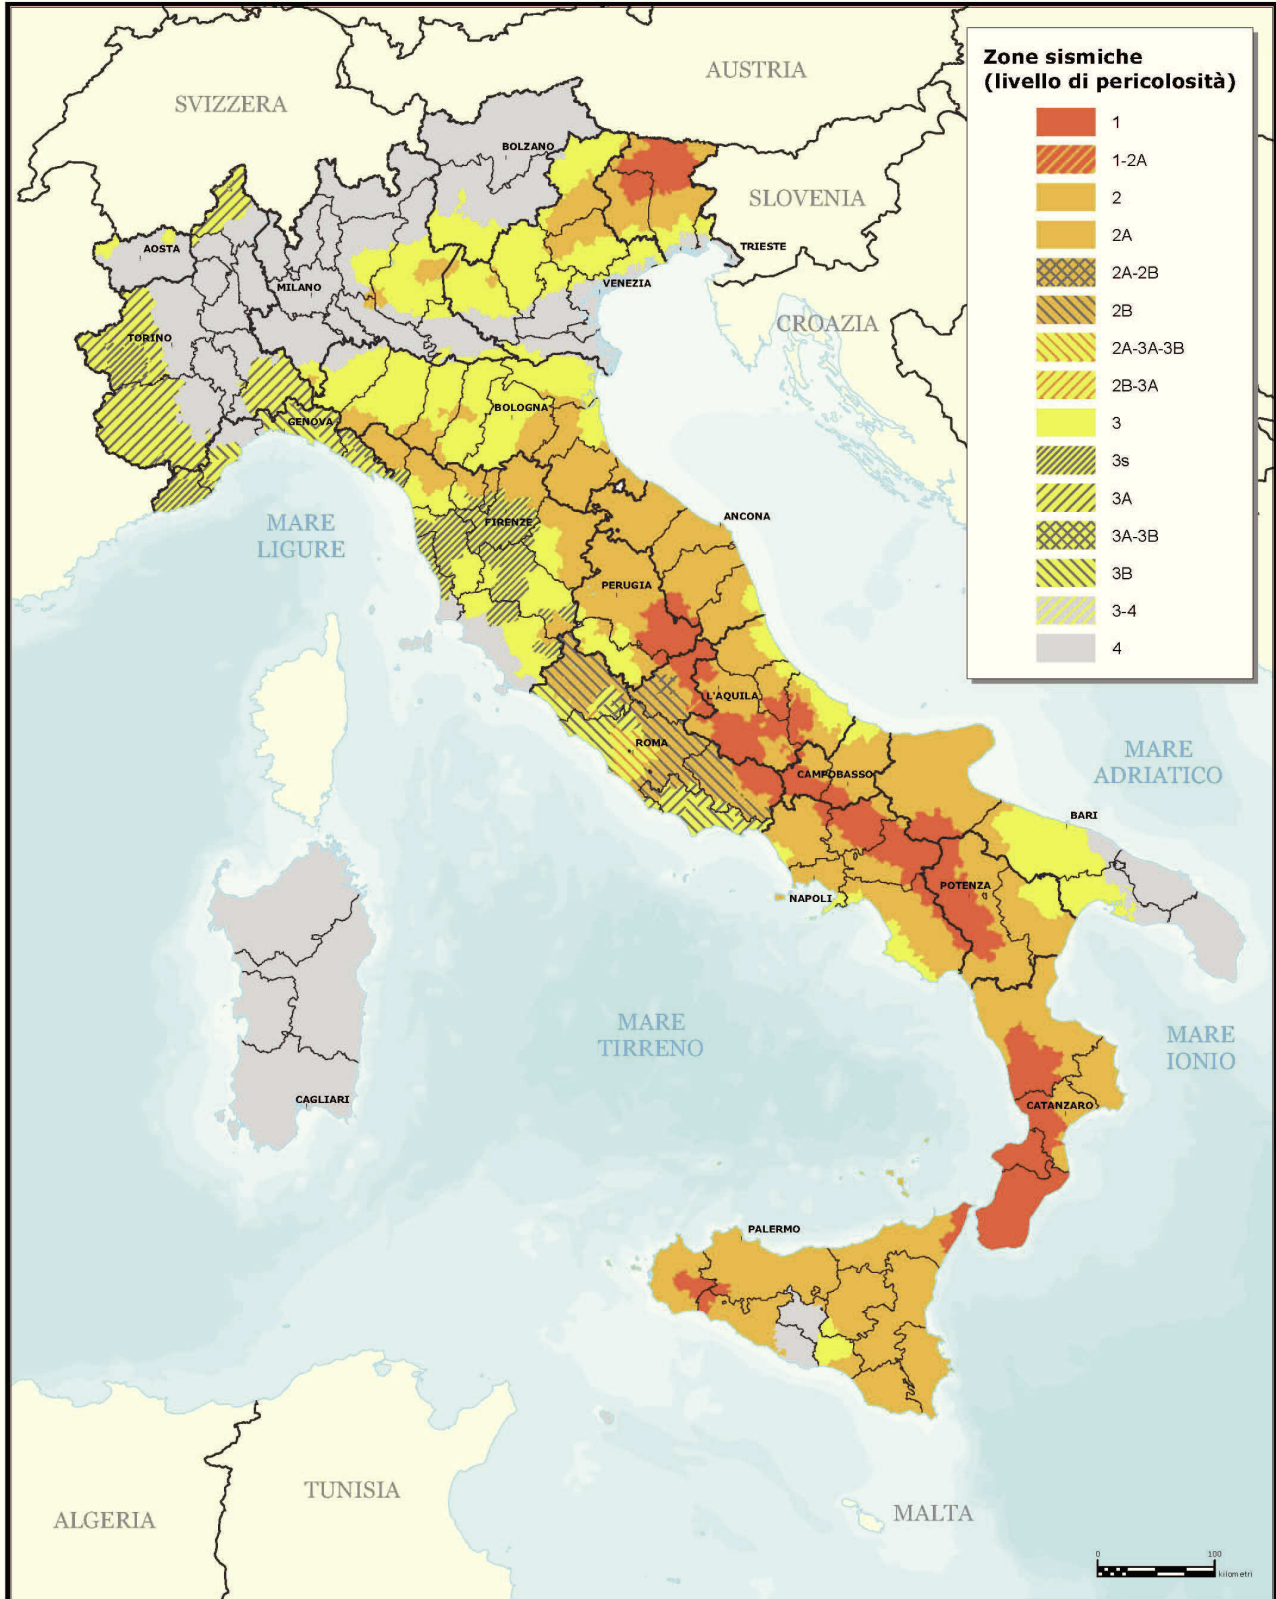 Zone sismiche
(livello di pericolosità)
1
1-2A
2
2A
2A-2B
2B
2A-3A-3B
2B-3A
3
3s
3A
3A-3B
3B
3-4
4
AUSTRIA
SVIZZERA
BOLZANO
SLOVENIA
AOSTA
TRIESTE
MILANO
VENEZIA
CROAZIA
TORINO
BOLOGNA
GENOVA
MARE
LIGURE
FIRENZE
ANCONA
PERUGIA
L'AQUILA
ROMA
MARE
ADRIATICO
CAMPOBASSO
BARI
POTENZA
NAPOLI
MARE
TIRRENO
MARE
IONIO
CAGLIARI
CATANZARO
PALERMO
TUNISIA
ALGERIA
MALTA
0 100
kilometri